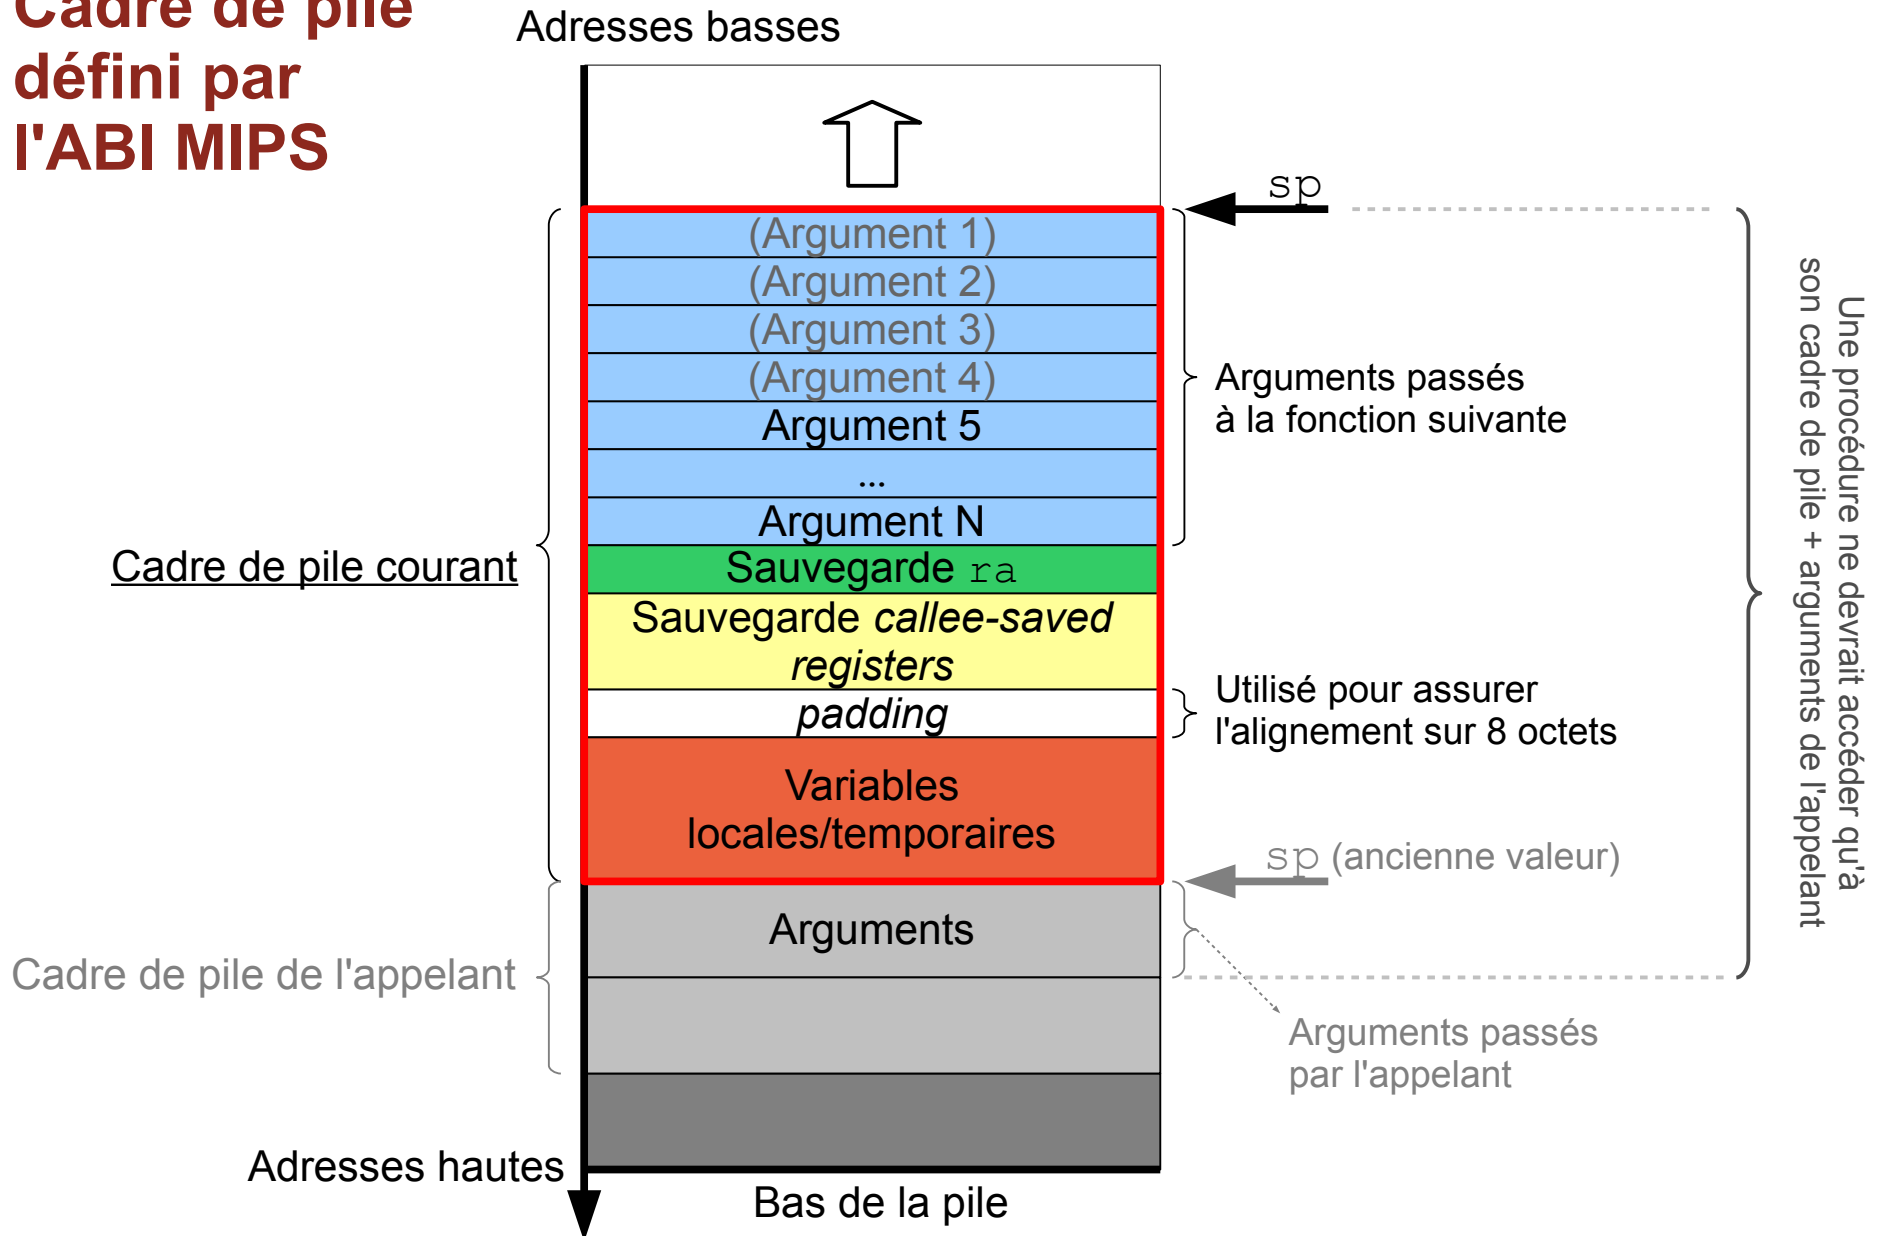 Cadre de pile
défini par
l'ABI MIPS
Adresses basses
sp
(Argument 1)
(Argument 2)
(Argument 3)
(Argument 4)
Argument 5
...
Argument N
Arguments passés
à la fonction suivante
Cadre de pile courant
Sauvegarde ra
Sauvegarde callee-saved
registers
padding
Utilisé pour assurer
l'alignement sur 8 octets
Variables
locales/temporaires
sp (ancienne valeur)
Une procédure ne devrait accéder qu'à
son cadre de pile + arguments de l'appelant
Arguments
Cadre de pile de l'appelant
Arguments passés
par l'appelant
Adresses hautes
Bas de la pile